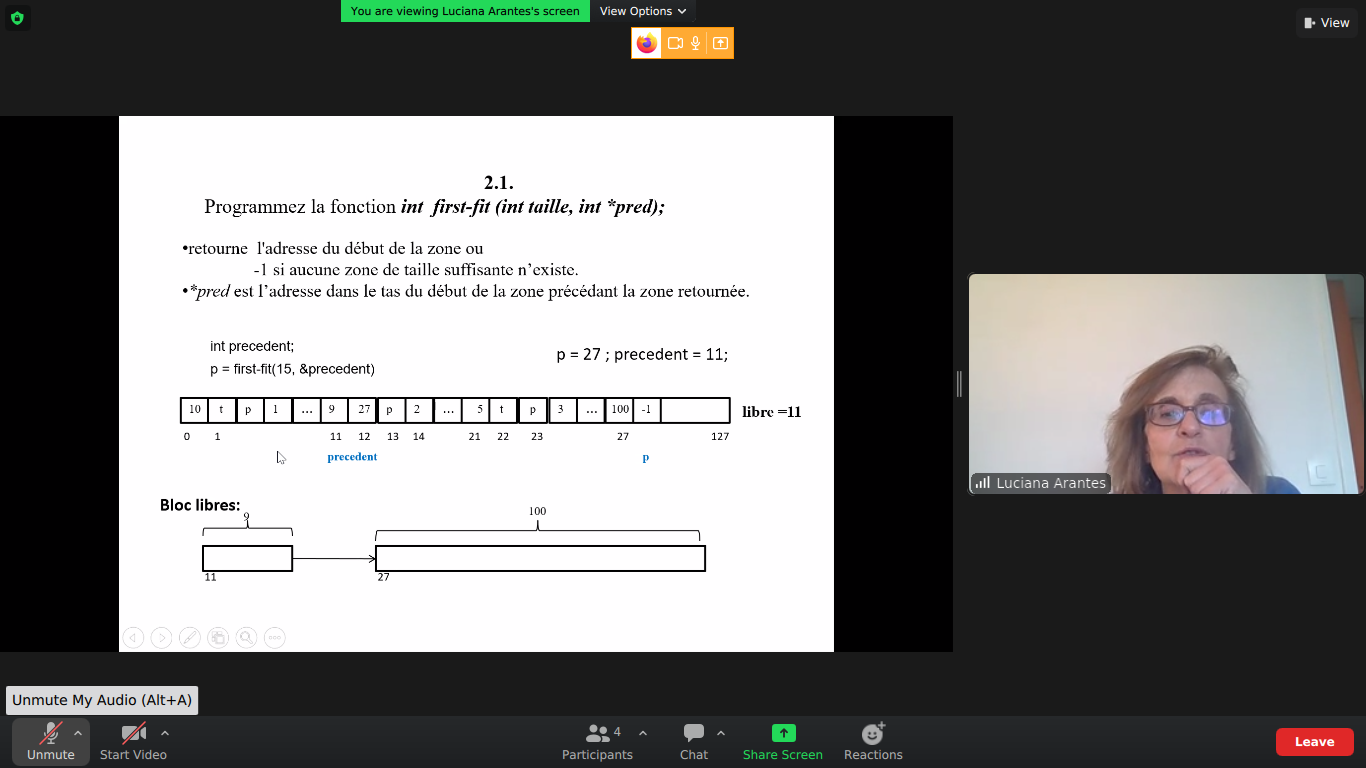 You are viewing Luciana Arantes's screen
View Options
View
2.1.
Programmez la fonction int first-fit (int taille, int *pred);
•retourne l'adresse du début de la zone ou
-1 si aucune zone de taille suffisante n'existe.
•*pred est l'adresse dans le tas du début de la zone précédant la zone retournée.
int precedent;
p = first-fit(15, &precedent)
p = 27 ; precedent = 11;
10 t p 1 ... 9 27 p 2 ... 5 t p 3 ... 100 -1
libre =11
0 1 11 12 13 14 21 22 23 27 127
precedent p
Bloc libres:
9 100
11 27
Luciana Arantes
Unmute My Audio (Alt+A)
Unmute
Start Video
4
Participants
Chat
Share Screen
Reactions
Leave